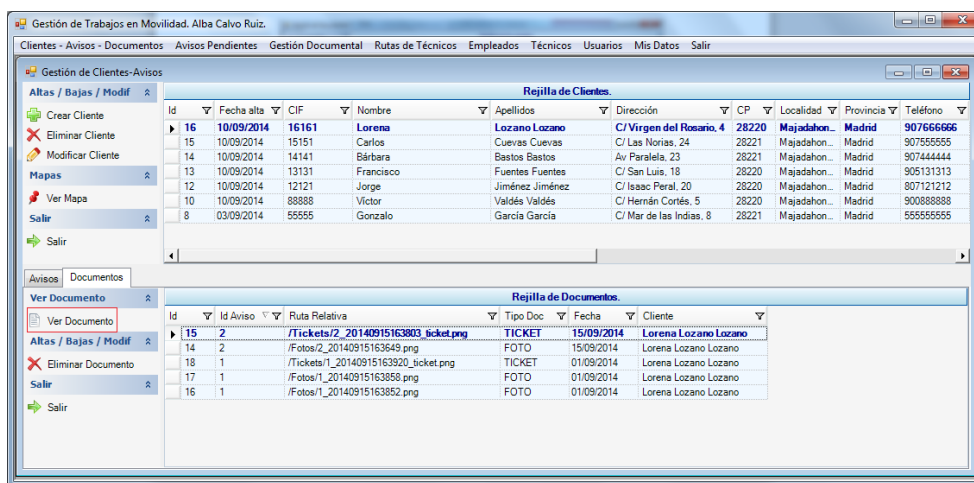 Gestión de Trabajos en Movilidad. Alba Calvo Ruiz.
Clientes - Avisos - Documentos Avisos Pendientes Gestión Documental Rutas de Técnicos Empleados Técnicos Usuarios Mis Datos Salir
Gestión de Clientes-Avisos
Altas / Bajas / Modif
Crear Cliente
Eliminar Cliente
Modificar Cliente
Mapas
Ver Mapa
Salir
Salir
Rejilla de Clientes.
Id Fecha alta CIF Nombre Apellidos Dirección CP Localidad Provincia Teléfono
16 10/09/2014 16161 Lorena Lozano Lozano C/ Virgen del Rosario, 4 28220 Majadahon... Madrid 907666666
15 10/09/2014 15151 Carlos Cuevas Cuevas C/ Las Norias, 24 28221 Majadahon... Madrid 907555555
14 10/09/2014 14141 Bárbara Bastos Bastos Av Paralela, 23 28221 Majadahon... Madrid 907444444
13 10/09/2014 13131 Francisco Fuentes Fuentes C/ San Luis, 18 28220 Majadahon... Madrid 905131313
12 10/09/2014 12121 Jorge Jiménez Jiménez C/ Isaac Peral, 20 28220 Majadahon... Madrid 807121212
10 10/09/2014 88888 Víctor Valdés Valdés C/ Hernán Cortés, 5 28220 Majadahon... Madrid 900888888
8 03/09/2014 55555 Gonzalo García García C/ Mar de las Indias, 8 28221 Majadahon... Madrid 555555555
Avisos Documentos
Ver Documento
Ver Documento
Altas / Bajas / Modif
Eliminar Documento
Salir
Salir
Rejilla de Documentos.
Id Id Aviso Ruta Relativa Tipo Doc Fecha Cliente
15 2 /Tickets/2_20140915163803_ticket.png TICKET 15/09/2014 Lorena Lozano Lozano
14 2 /Fotos/2_20140915163649.png FOTO 15/09/2014 Lorena Lozano Lozano
18 1 /Tickets/1_20140915163920_ticket.png TICKET 01/09/2014 Lorena Lozano Lozano
17 1 /Fotos/1_20140915163858.png FOTO 01/09/2014 Lorena Lozano Lozano
16 1 /Fotos/1_20140915163852.png FOTO 01/09/2014 Lorena Lozano Lozano